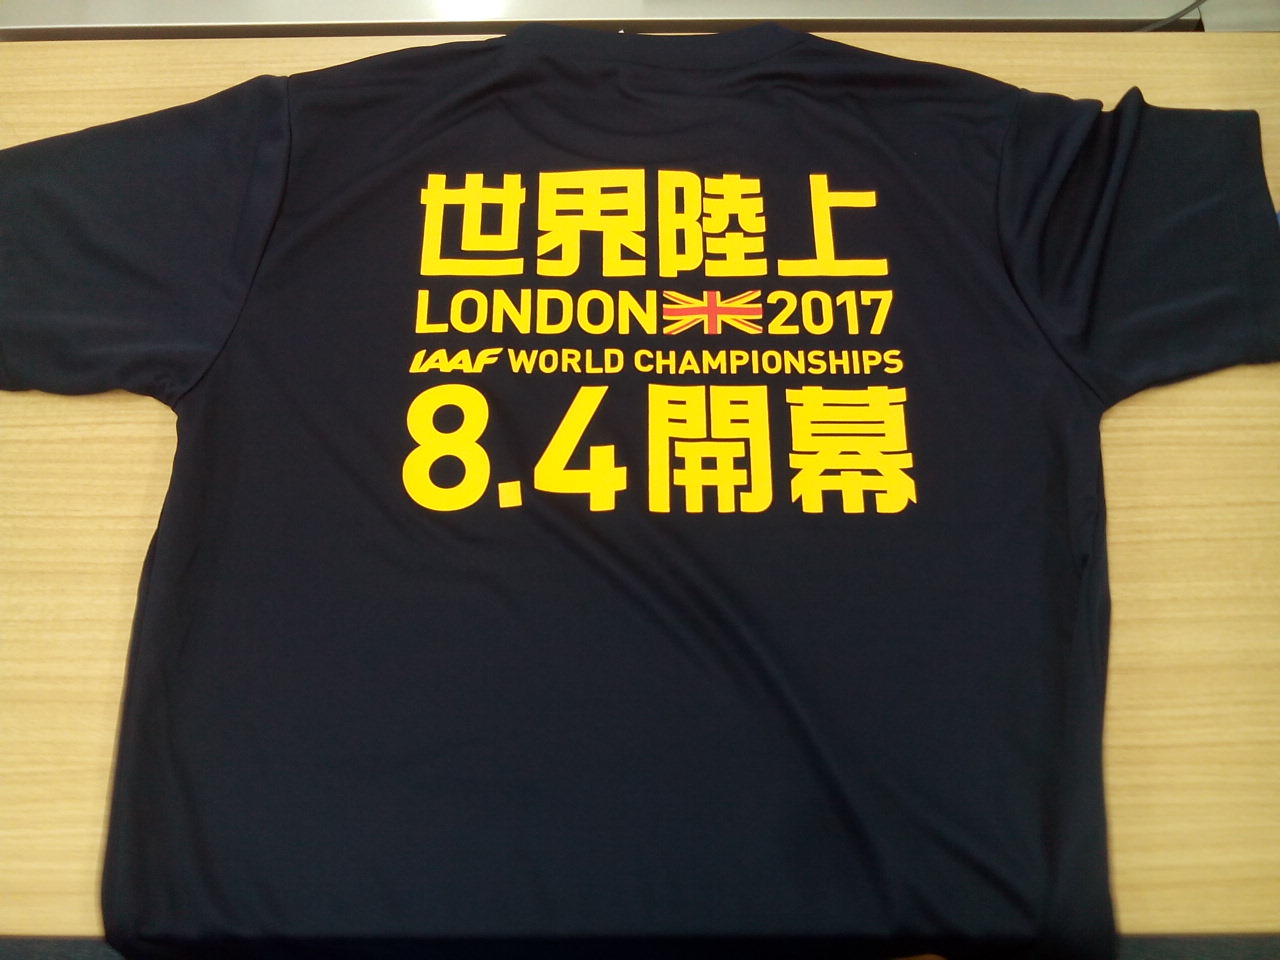 世界陸上
LONDON 2017
IAAF WORLD CHAMPIONSHIPS
8.4開幕